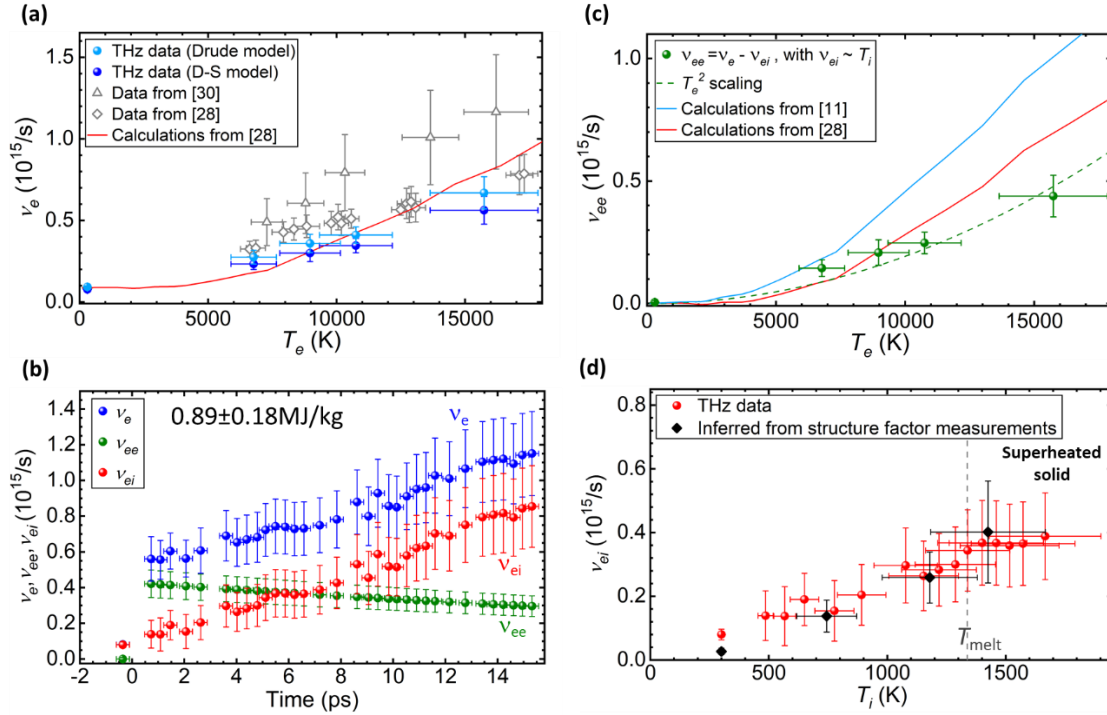 (a)
1.5
1.0
0.5
0.0
νe (10^15/s)
THz data (Drude model)
THz data (D-S model)
Data from [30]
Data from [28]
Calculations from [28]
0
5000
10000
15000
Te (K)
(c)
1.0
0.5
0.0
νee (10^15/s)
νee =νe - νei , with νei ~ Ti
Te^2 scaling
Calculations from [11]
Calculations from [28]
0
5000
10000
15000
Te (K)
(b)
1.4
1.2
1.0
0.8
0.6
0.4
0.2
0.0
νe, νee, νei (10^15/s)
νe
νee
νei
0.89±0.18MJ/kg
νe
νei
νee
-2
0
2
4
6
8
10
12
14
Time (ps)
(d)
0.8
0.6
0.4
0.2
0.0
νei (10^15/s)
THz data
Inferred from structure factor measurements
Superheated
solid
Tmelt
0
500
1000
1500
Ti (K)